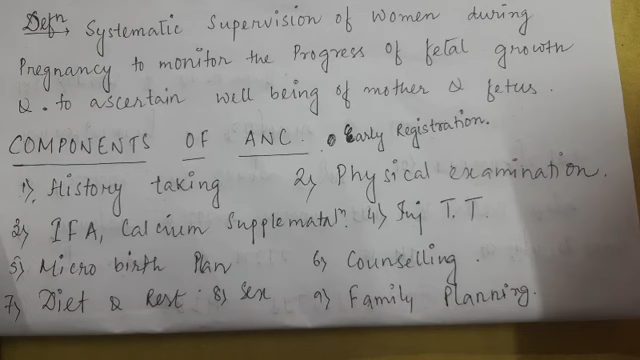 Defn → Systematic Supervision of women during
Pregnancy to monitor the Progress of fetal growth
& . to ascertain well being of mother & fetus .
COMPONENTS OF ANC . o Early Registration.
1), History taking 2) Physical examination.
3) IFA, Calcium Supplematatn. 4) Inj T. T.
5) Micro birth Plan 6) Counselling .
7) Diet & Rest . 8) Sex 9) Family Planning.